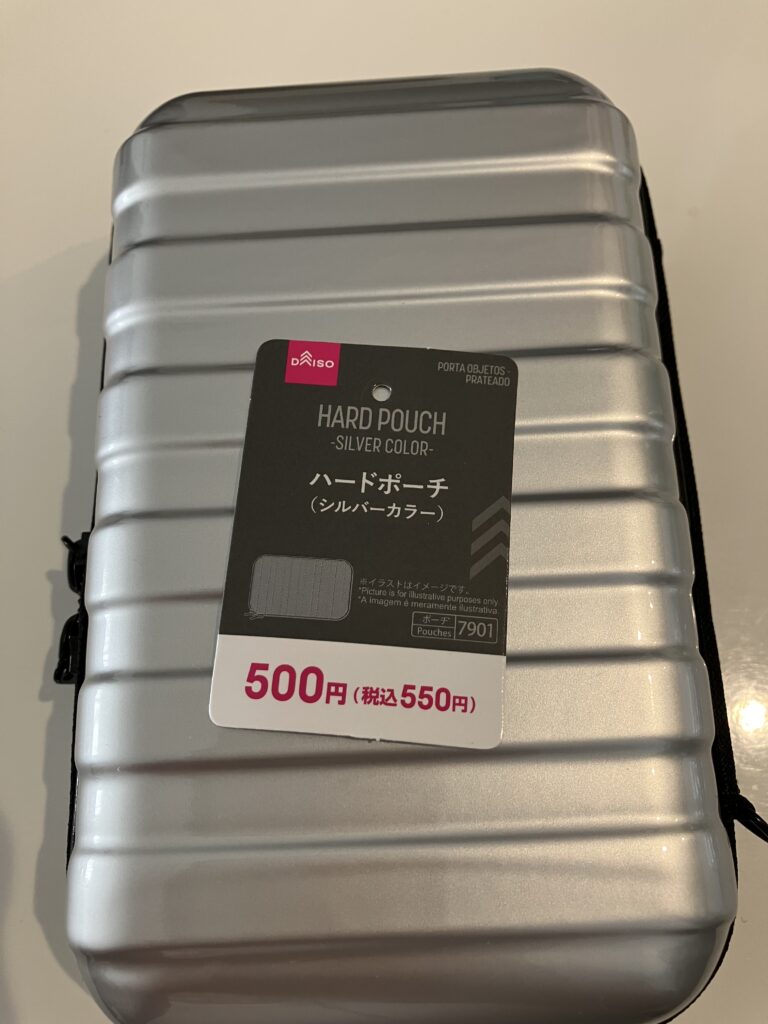 DAISO
PORTA OBJETOS -
PRATEADO
HARD POUCH
-SILVER COLOR-
ハードポーチ
(シルバーカラー)
※イラストはイメージです。
*Picture is for illustrative purposes only.
*A Imagem é meramente ilustrativa.
ポーチ
Pouches
7901
500円(税込550円)